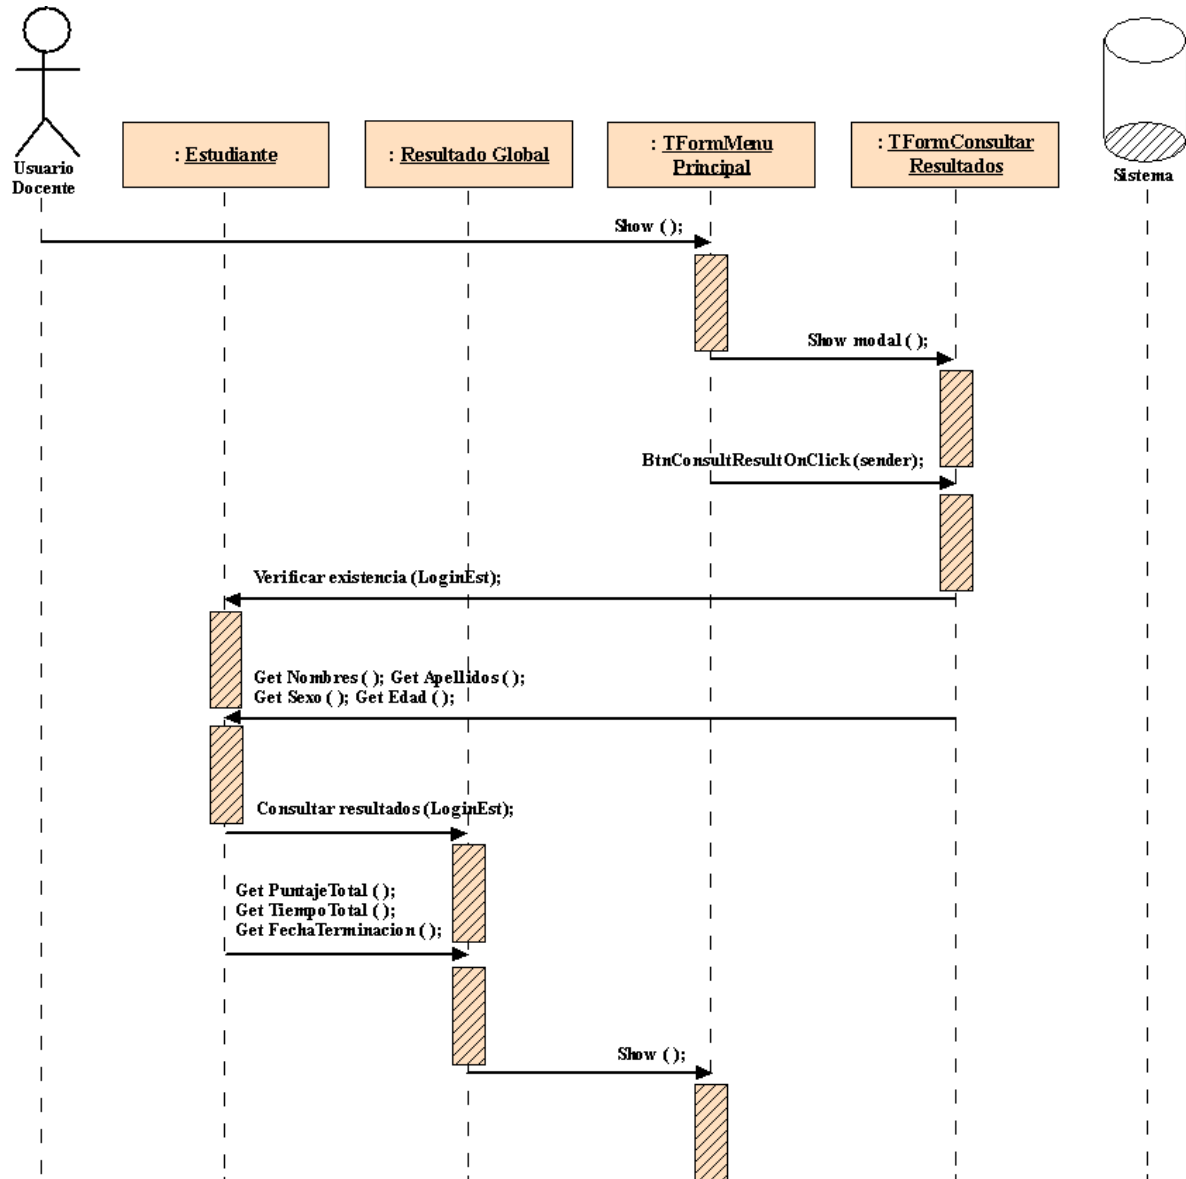 Usuario
Docente
: Estudiante
: Resultado Global
: TFormMenu
Principal
: TFormConsultar
Resultados
Sistema
Show ( );
Show modal ( );
BtnConsultResultOnClick (sender);
Verificar existencia (LoginEst);
Get Nombres ( ); Get Apellidos ( );
Get Sexo ( ); Get Edad ( );
Consultar resultados (LoginEst);
Get PuntajeTotal ( );
Get TiempoTotal ( );
Get FechaTerminacion ( );
Show ( );